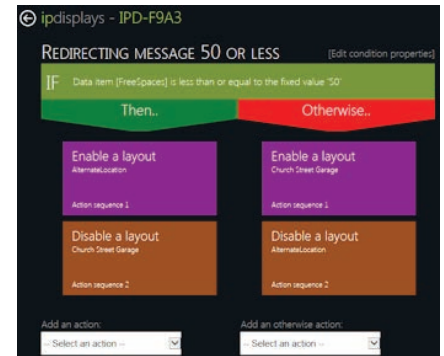 ipdisplays - IPD-F9A3
REDIRECTING MESSAGE 50 OR LESS
[Edit condition properties]
IF Data item [FreeSpaces] is less than or equal to the fixed value '50'
Then..
Otherwise..
Enable a layout
AlternateLocation
Action sequence 1
Enable a layout
Church Street Garage
Action sequence 1
Disable a layout
Church Street Garage
Action sequence 2
Disable a layout
AlternateLocation
Action sequence 2
Add an action:
-- Select an action --
Add an otherwise action:
-- Select an action --